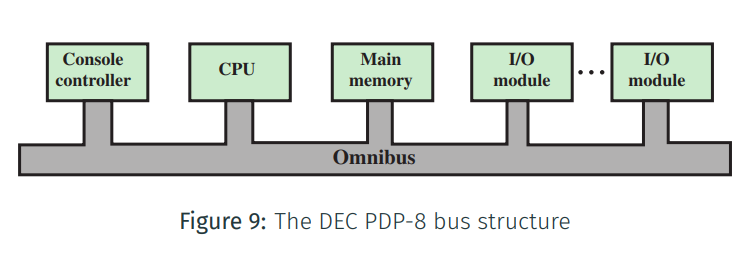 Console
controller
CPU
Main
memory
I/O
module
...
I/O
module
Omnibus
Figure 9: The DEC PDP-8 bus structure